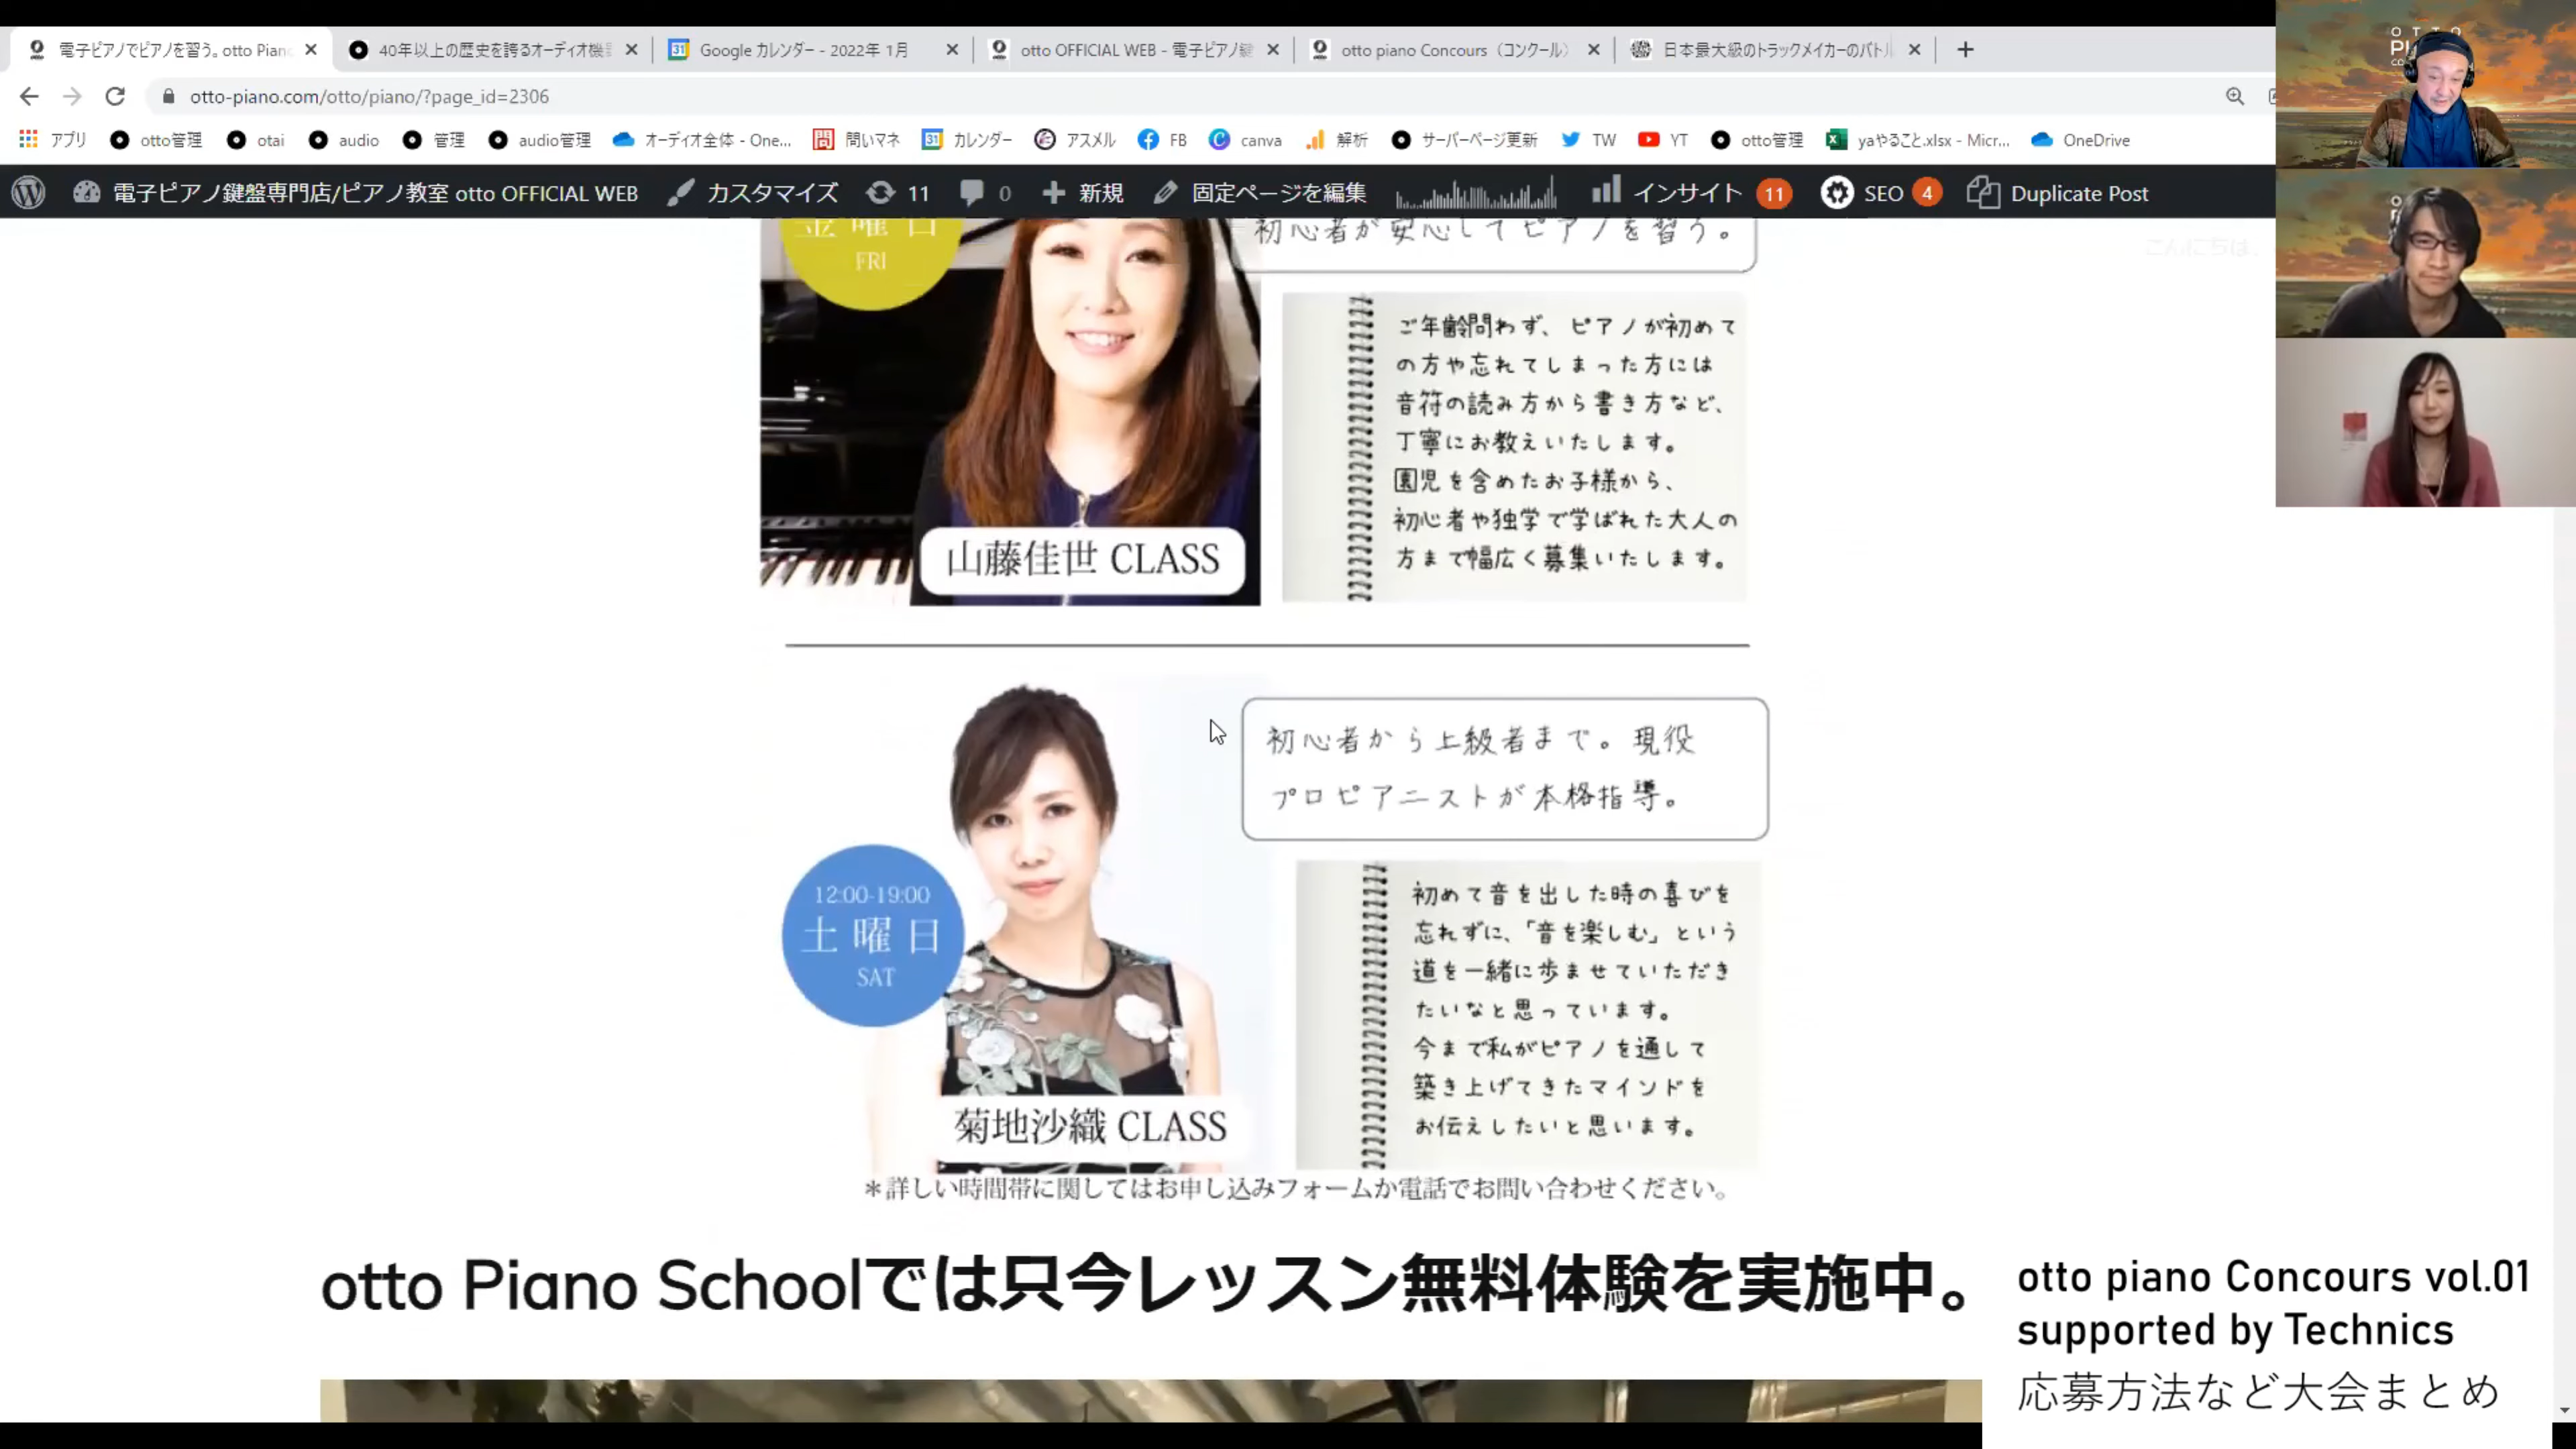 電子ピアノでピアノを習う。otto Pian
40年以上の歴史を誇るオーディオ機
Google カレンダー - 2022年 1月
otto OFFICIAL WEB - 電子ピアノ鍵
otto piano Concours（コンクール）
日本最大級のトラックメイカーのバトル
otto-piano.com/otto/piano/?page_id=2306
アプリ otto管理 otai audio 管理 audio管理 オーディオ全体 - One... 問いマネ カレンダー アスメル FB canva 解析 サーバーページ更新 TW YT otto管理 yaやること.xlsx - Micr... OneDrive
電子ピアノ鍵盤専門店/ピアノ教室 otto OFFICIAL WEB カスタマイズ 11 0 新規 固定ページを編集 インサイト 11 SEO 4 Duplicate Post
こんにちは、
金曜日
FRI
初心者が安心してピアノを習う。
ご年齢問わず、ピアノが初めて
の方や忘れてしまった方には
音符の読み方から書き方など、
丁寧にお教えいたします。
園児を含めたお子様から、
初心者や独学で学ばれた大人の
方まで幅広く募集いたします。
山藤佳世 CLASS
初心者から上級者まで。現役
プロピアニストが本格指導。
12:00-19:00
土曜日
SAT
初めて音を出した時の喜びを
忘れずに、「音を楽しむ」という
道を一緒に歩ませていただき
たいなと思っています。
今まで私がピアノを通して
築き上げてきたマインドを
お伝えしたいと思います。
菊地沙織 CLASS
＊詳しい時間帯に関してはお申し込みフォームか電話でお問い合わせください。
otto Piano Schoolでは只今レッスン無料体験を実施中。
otto piano Concours vol.01
supported by Technics
応募方法など大会まとめ